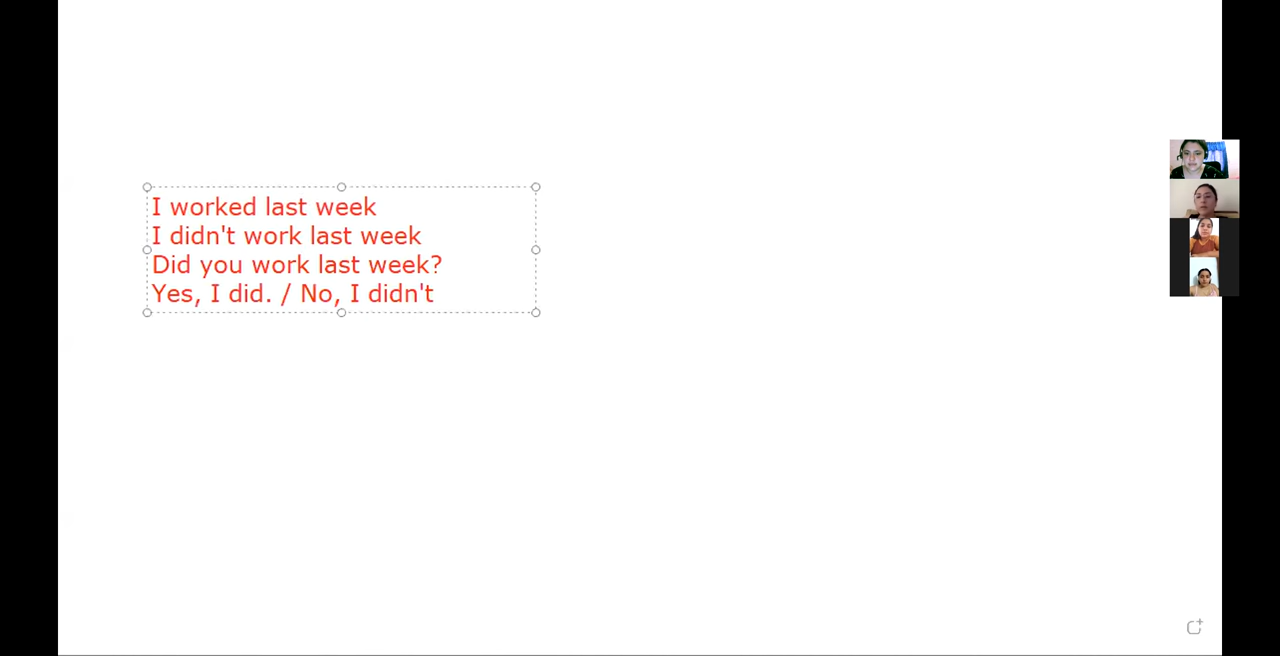 I worked last week
I didn't work last week
Did you work last week?
Yes, I did. / No, I didn't